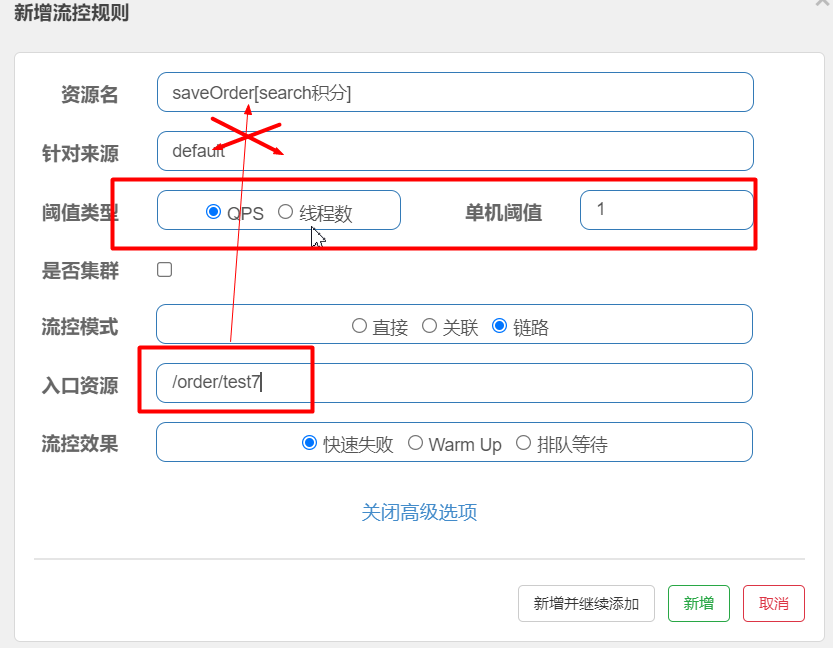 新增流控规则
资源名 saveOrder[search积分]
针对来源 default
阈值类型 QPS 线程数 单机阈值 1
是否集群
流控模式 直接 关联 链路
入口资源 /order/test7
流控效果 快速失败 Warm Up 排队等待
关闭高级选项
新增并继续添加 新增 取消